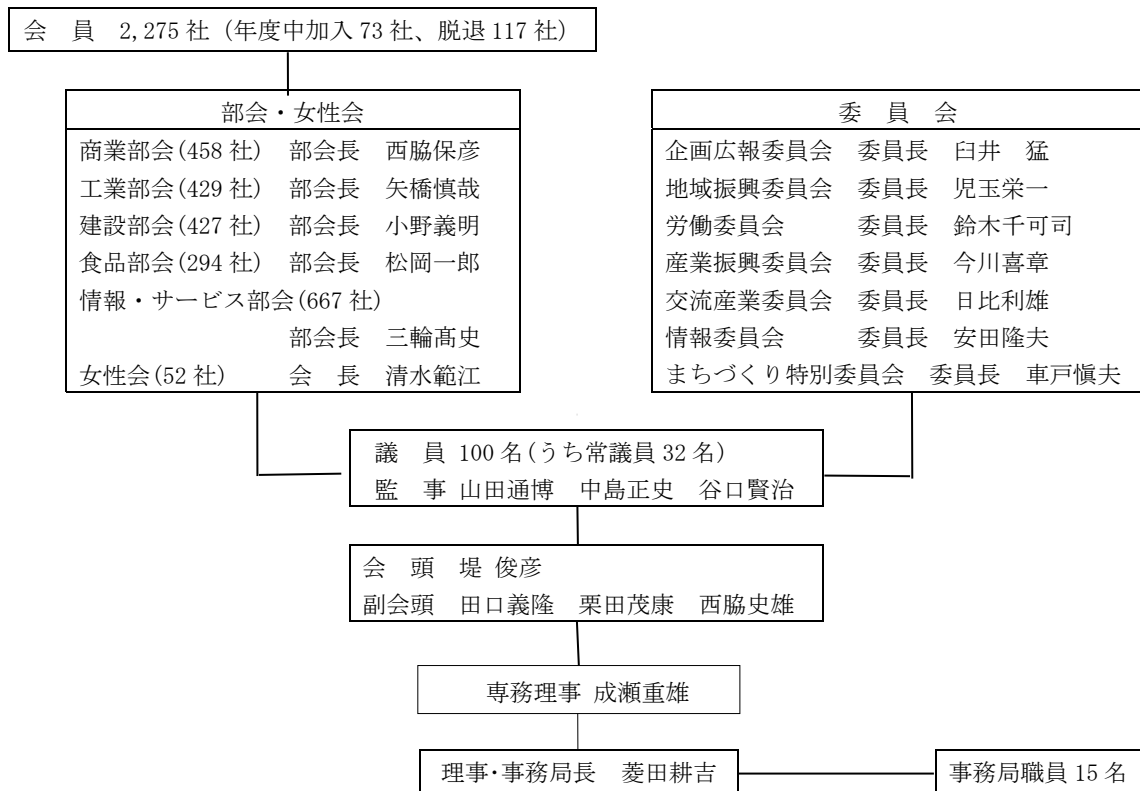 会　員　2,275 社（年度中加入 73 社、脱退 117 社）
部会・女性会
商業部会(458 社)　部会長　西脇保彦
工業部会(429 社)　部会長　矢橋慎哉
建設部会(427 社)　部会長　小野義明
食品部会(294 社)　部会長　松岡一郎
情報・サービス部会(667 社)
部会長　三輪髙史
女性会(52 社)　会　長　清水範江
委　員　会
企画広報委員会　委員長　臼井　猛
地域振興委員会　委員長　児玉栄一
労働委員会　委員長　鈴木千可司
産業振興委員会　委員長　今川喜章
交流産業委員会　委員長　日比利雄
情報委員会　委員長　安田隆夫
まちづくり特別委員会　委員長　車戸愼夫
議　員 100 名(うち常議員 32 名)
監　事 山田通博　中島正史　谷口賢治
会　頭　堤 俊彦
副会頭　田口義隆　栗田茂康　西脇史雄
専務理事 成瀬重雄
理事･事務局長　菱田耕吉
事務局職員 15 名